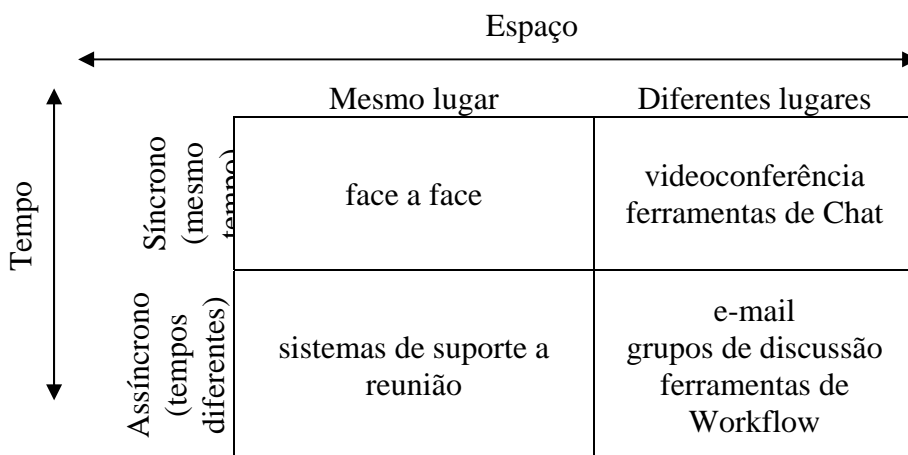 Espaço
Mesmo lugar
Diferentes lugares
Tempo
Síncrono
(mesmo
tempo)
face a face
videoconferência
ferramentas de Chat
Assíncrono
(tempos
diferentes)
sistemas de suporte a
reunião
e-mail
grupos de discussão
ferramentas de
Workflow